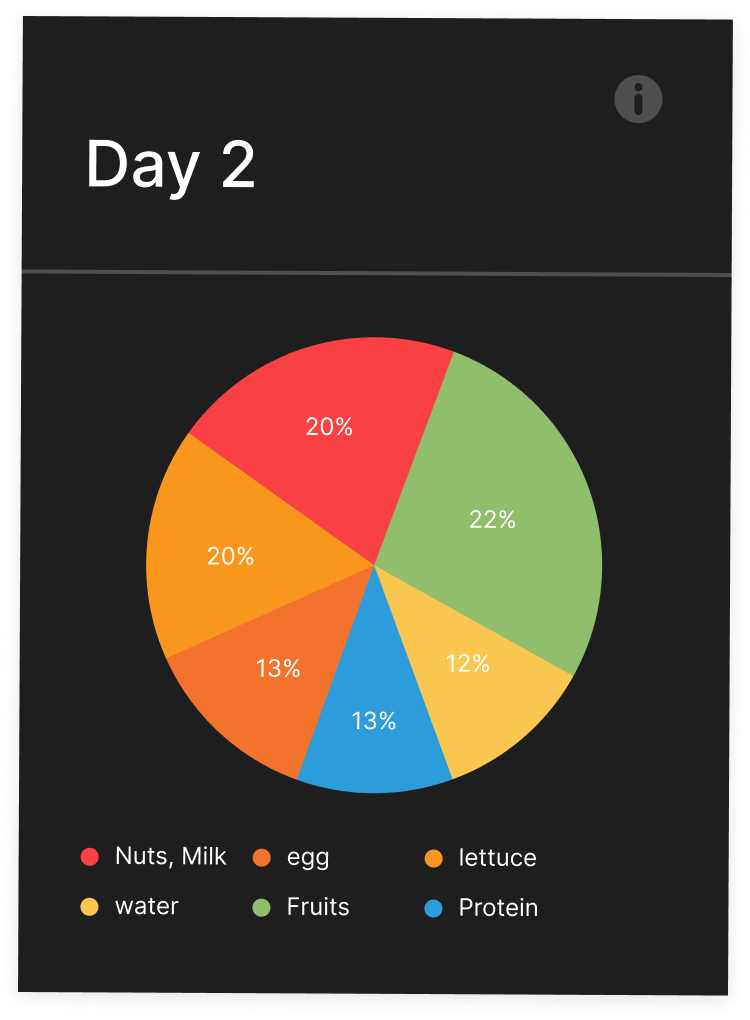 Day 2
20%
22%
20%
12%
13%
13%
Nuts, Milk egg lettuce
water Fruits Protein